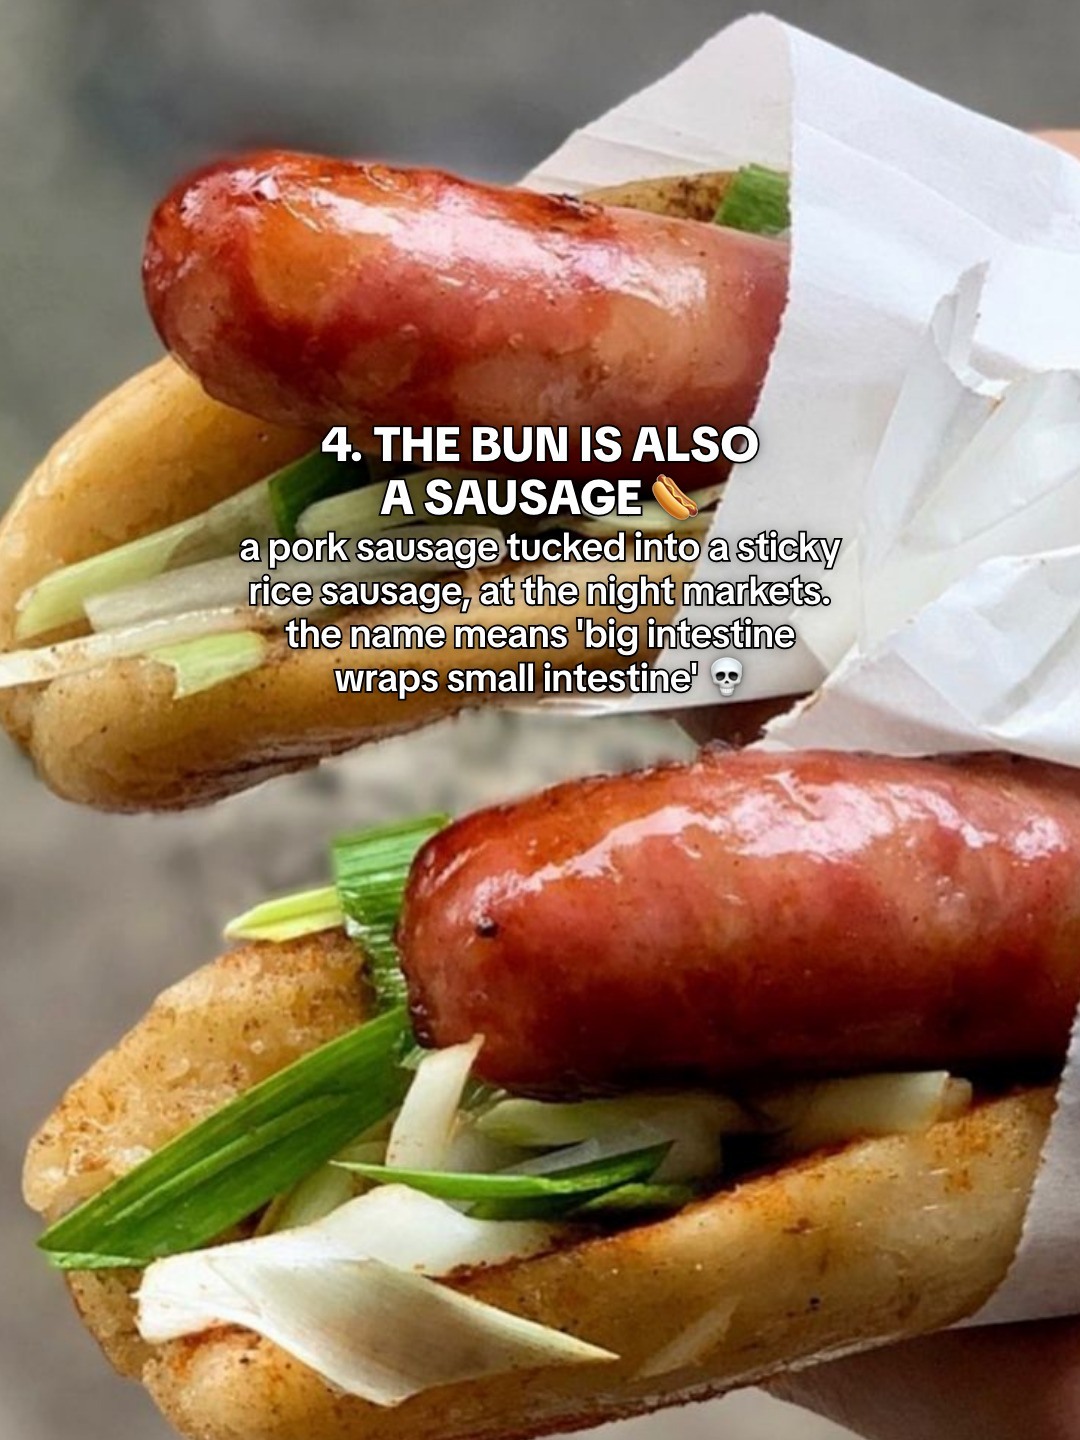 4. THE BUN IS ALSO
A SAUSAGE 🌭
a pork sausage tucked into a sticky
rice sausage, at the night markets.
the name means 'big intestine
wraps small intestine' 💀